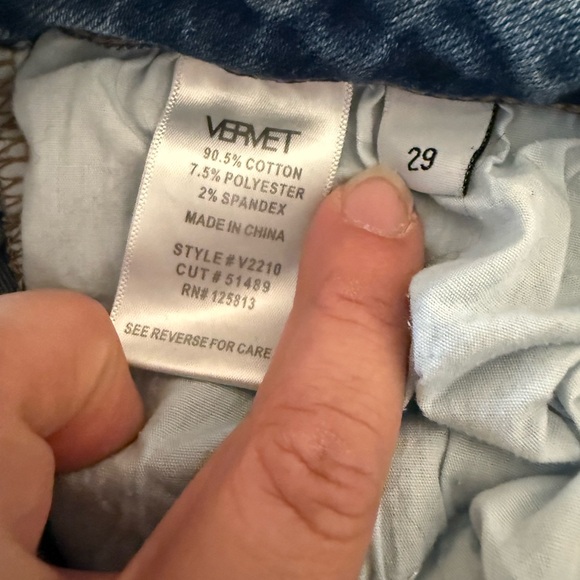 VERVET
90.5% COTTON
7.5% POLYESTER
2% SPANDEX
MADE IN CHINA
STYLE # V2210
CUT # 51489
RN# 125813
SEE REVERSE FOR CARE
29